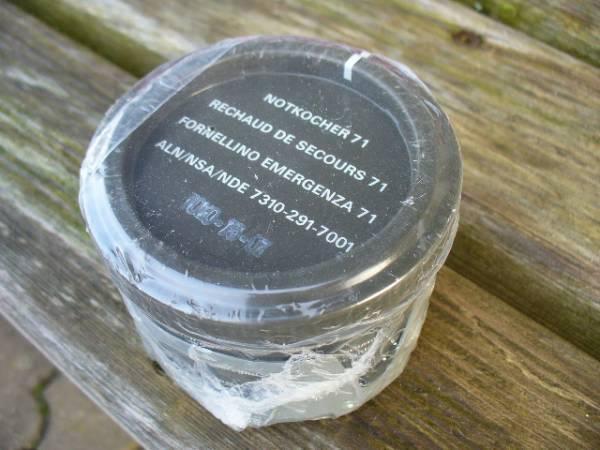 NOTKOCHER 71
RECHAUD DE SECOURS 71
FORNELLINO EMERGENZA 71
ALN/NSA/NDE 7310-291-7001